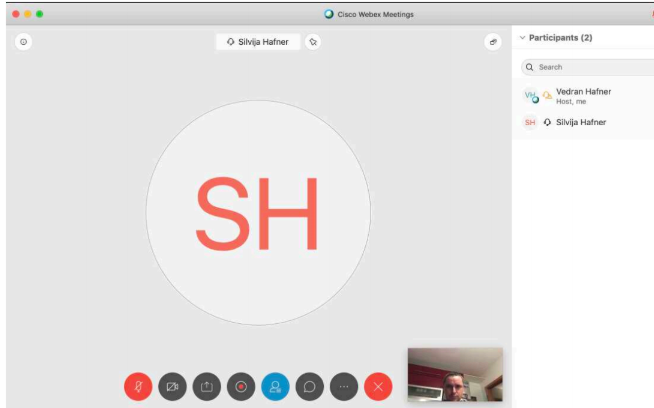 Cisco Webex Meetings
Silvija Hafner
SH
Participants (2)
Search
VH
Vedran Hafner
Host, me
SH
Silvija Hafner